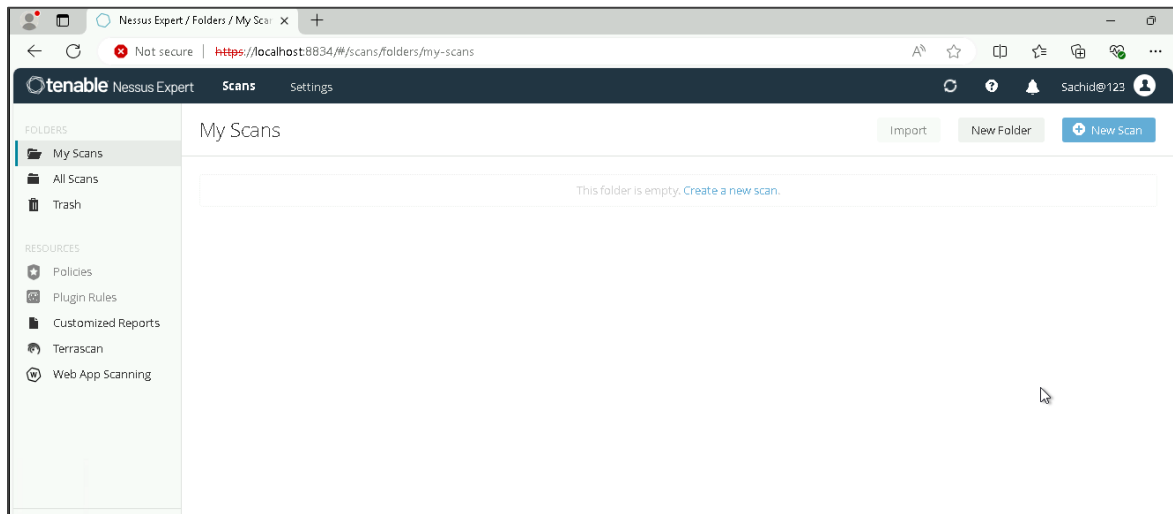 Nessus Expert / Folders / My Scan
Not secure | https://localhost:8834/#/scans/folders/my-scans
tenable Nessus Expert Scans Settings Sachid@123
FOLDERS
My Scans
All Scans
Trash
RESOURCES
Policies
Plugin Rules
Customized Reports
Terrascan
Web App Scanning
My Scans Import New Folder New Scan
This folder is empty. Create a new scan.